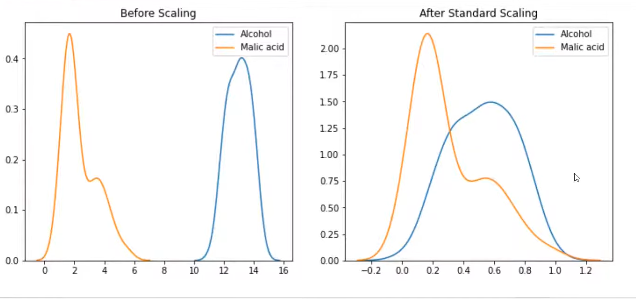 Before Scaling
Alcohol
Malic acid
0.4
0.3
0.2
0.1
0.0
0 2 4 6 8 10 12 14 16
After Standard Scaling
Alcohol
Malic acid
2.00
1.75
1.50
1.25
1.00
0.75
0.50
0.25
0.00
−0.2 0.0 0.2 0.4 0.6 0.8 1.0 1.2